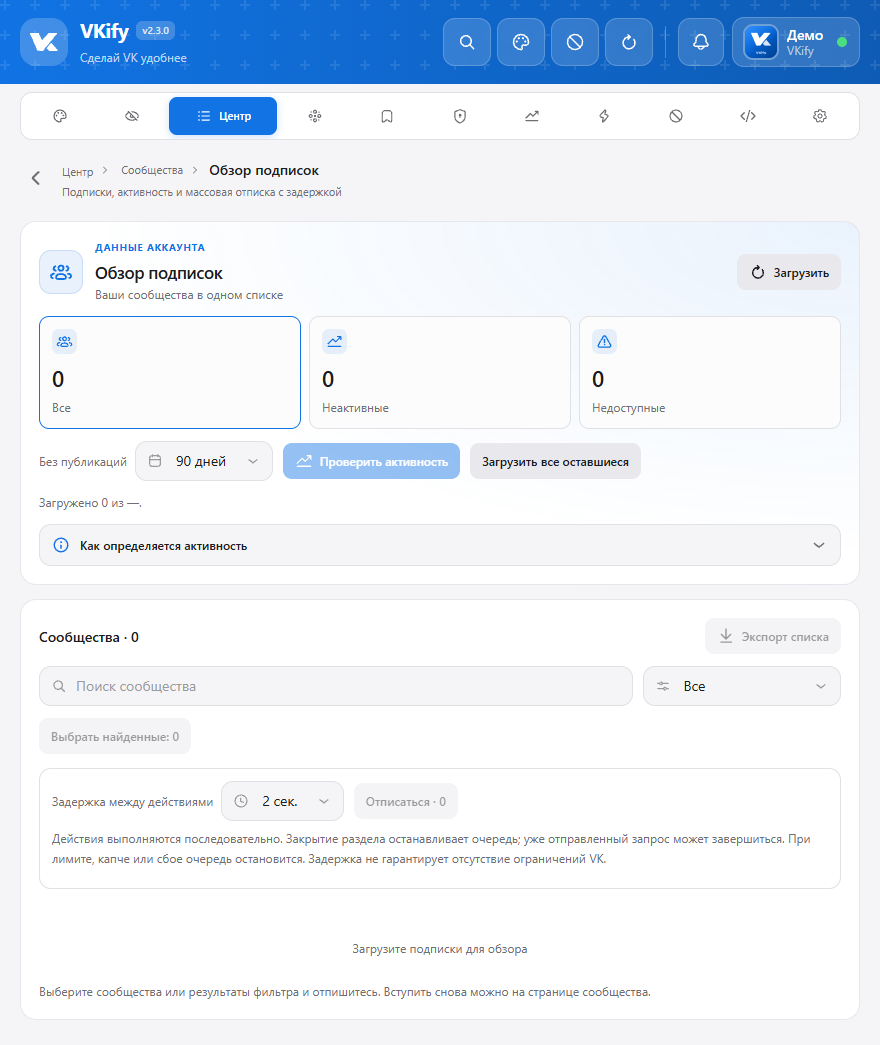 VKify v2.3.0
Сделай VK удобнее
Демо
VKify
Центр
Центр > Сообщества > Обзор подписок
Подписки, активность и массовая отписка с задержкой
ДАННЫЕ АККАУНТА
Обзор подписок
Ваши сообщества в одном списке
Загрузить
0
Все
0
Неактивные
0
Недоступные
Без публикаций
90 дней
Проверить активность
Загрузить все оставшиеся
Загружено 0 из —.
Как определяется активность
Сообщества · 0
Экспорт списка
Поиск сообщества
Все
Выбрать найденные: 0
Задержка между действиями
2 сек.
Отписаться · 0
Действия выполняются последовательно. Закрытие раздела останавливает очередь; уже отправленный запрос может завершиться. При
лимите, капче или сбое очередь остановится. Задержка не гарантирует отсутствие ограничений VK.
Загрузите подписки для обзора
Выберите сообщества или результаты фильтра и отпишитесь. Вступить снова можно на странице сообщества.